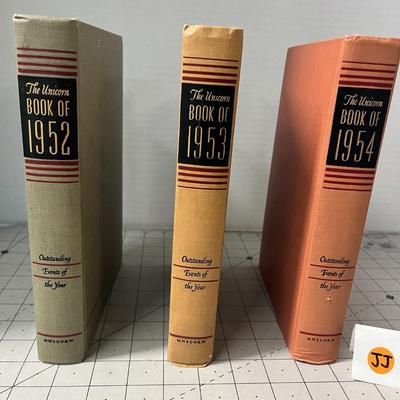 The Unicorn
BOOK OF
1952
Outstanding
Events of
the Year
UNICORN
The Unicorn
BOOK OF
1953
Outstanding
Events of
the Year
UNICORN
The Unicorn
BOOK OF
1954
Outstanding
Events of
the Year
UNICORN
JJ